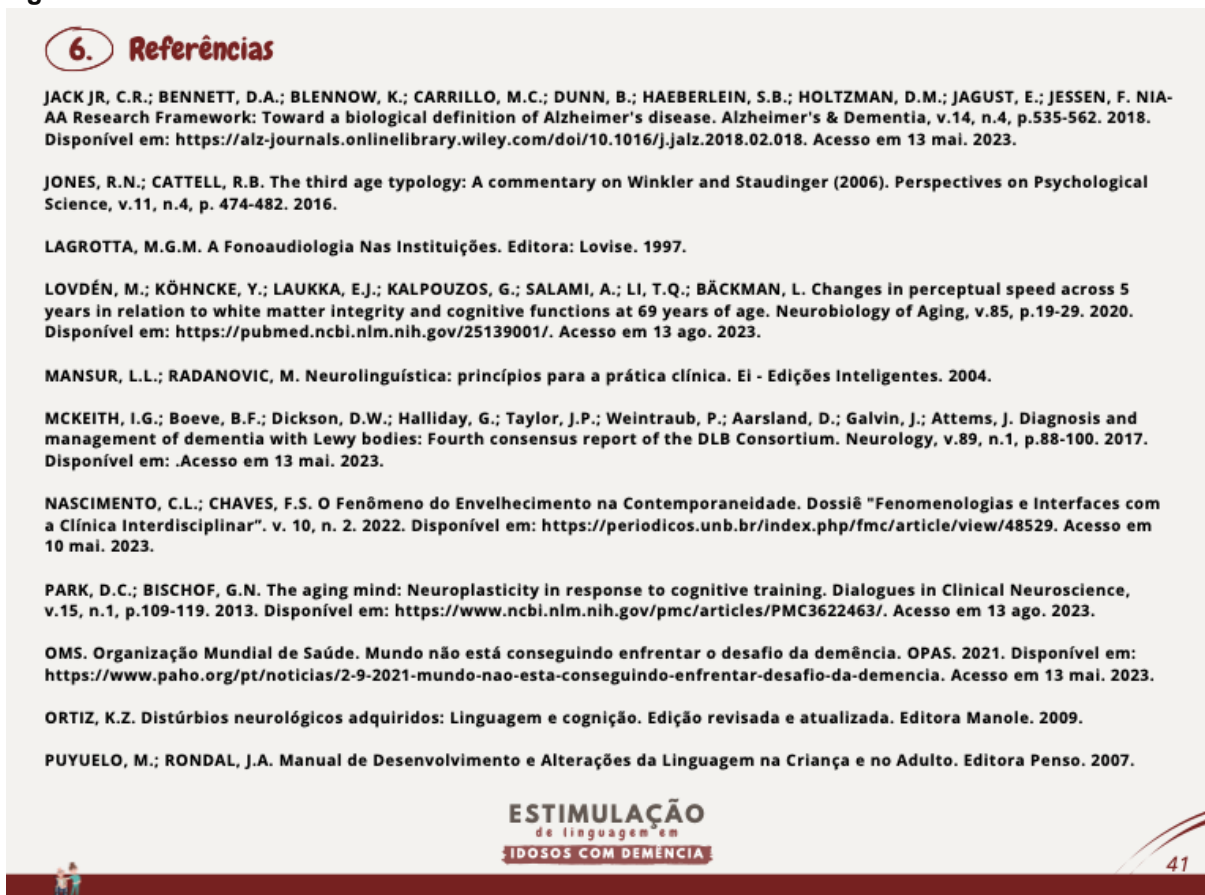 6. Referências
JACK JR, C.R.; BENNETT, D.A.; BLENNOW, K.; CARRILLO, M.C.; DUNN, B.; HAEBERLEIN, S.B.; HOLTZMAN, D.M.; JAGUST, E.; JESSEN, F. NIA-
AA Research Framework: Toward a biological definition of Alzheimer's disease. Alzheimer's & Dementia, v.14, n.4, p.535-562. 2018.
Disponível em: https://alz-journals.onlinelibrary.wiley.com/doi/10.1016/j.jalz.2018.02.018. Acesso em 13 mai. 2023.
JONES, R.N.; CATTELL, R.B. The third age typology: A commentary on Winkler and Staudinger (2006). Perspectives on Psychological
Science, v.11, n.4, p. 474-482. 2016.
LAGROTTA, M.G.M. A Fonoaudiologia Nas Instituições. Editora: Lovise. 1997.
LOVDÉN, M.; KÖHNCKE, Y.; LAUKKA, E.J.; KALPOUZOS, G.; SALAMI, A.; LI, T.Q.; BÄCKMAN, L. Changes in perceptual speed across 5
years in relation to white matter integrity and cognitive functions at 69 years of age. Neurobiology of Aging, v.85, p.19-29. 2020.
Disponível em: https://pubmed.ncbi.nlm.nih.gov/25139001/. Acesso em 13 ago. 2023.
MANSUR, L.L.; RADANOVIC, M. Neurolinguística: princípios para a prática clínica. Ei - Edições Inteligentes. 2004.
MCKEITH, I.G.; Boeve, B.F.; Dickson, D.W.; Halliday, G.; Taylor, J.P.; Weintraub, P.; Aarsland, D.; Galvin, J.; Attems, J. Diagnosis and
management of dementia with Lewy bodies: Fourth consensus report of the DLB Consortium. Neurology, v.89, n.1, p.88-100. 2017.
Disponível em: .Acesso em 13 mai. 2023.
NASCIMENTO, C.L.; CHAVES, F.S. O Fenômeno do Envelhecimento na Contemporaneidade. Dossiê "Fenomenologias e Interfaces com
a Clínica Interdisciplinar”. v. 10, n. 2. 2022. Disponível em: https://periodicos.unb.br/index.php/fmc/article/view/48529. Acesso em
10 mai. 2023.
PARK, D.C.; BISCHOF, G.N. The aging mind: Neuroplasticity in response to cognitive training. Dialogues in Clinical Neuroscience,
v.15, n.1, p.109-119. 2013. Disponível em: https://www.ncbi.nlm.nih.gov/pmc/articles/PMC3622463/. Acesso em 13 ago. 2023.
OMS. Organização Mundial de Saúde. Mundo não está conseguindo enfrentar o desafio da demência. OPAS. 2021. Disponível em:
https://www.paho.org/pt/noticias/2-9-2021-mundo-nao-esta-conseguindo-enfrentar-desafio-da-demencia. Acesso em 13 mai. 2023.
ORTIZ, K.Z. Distúrbios neurológicos adquiridos: Linguagem e cognição. Edição revisada e atualizada. Editora Manole. 2009.
PUYUELO, M.; RONDAL, J.A. Manual de Desenvolvimento e Alterações da Linguagem na Criança e no Adulto. Editora Penso. 2007.
ESTIMULAÇÃO
de linguagem em
IDOSOS COM DEMÊNCIA
41